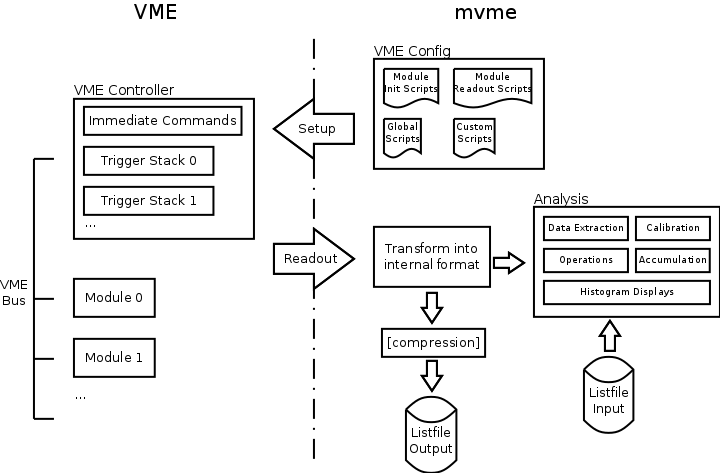 VME
mvme
VME Config
Module
Init Scripts
Module
Readout Scripts
Global
Scripts
Custom
Scripts
VME Controller
Immediate Commands
Trigger Stack 0
Trigger Stack 1
...
Setup
Readout
VME
Bus
Module 0
Module 1
...
Transform into
internal format
[compression]
Listfile
Output
Analysis
Data Extraction
Calibration
Operations
Accumulation
Histogram Displays
Listfile
Input